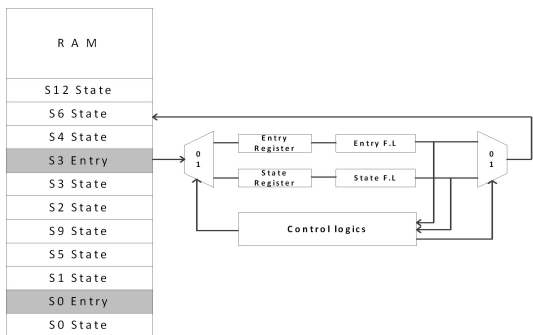 RAM
S12 State
S6 State
S4 State
S3 Entry
S3 State
S2 State
S9 State
S5 State
S1 State
S0 Entry
S0 State
0
1
Entry
Register
Entry F.L
State
Register
State F.L
0
1
Control logics